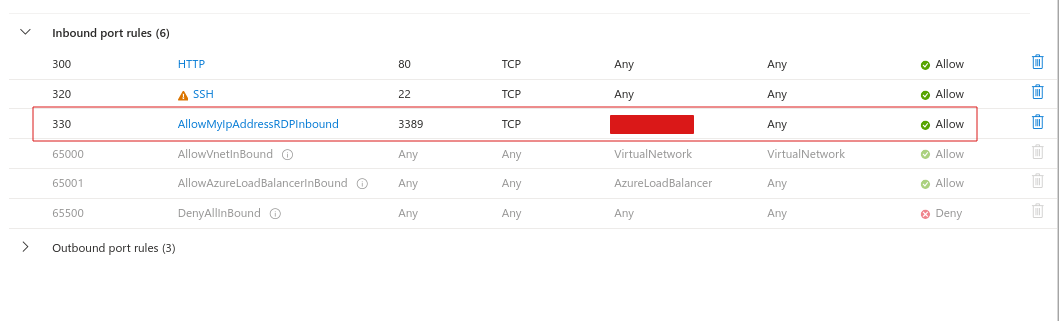 Inbound port rules (6)
300 HTTP 80 TCP Any Any Allow
320 SSH 22 TCP Any Any Allow
330 AllowMyIpAddressRDPInbound 3389 TCP Any Allow
65000 AllowVnetInBound Any Any VirtualNetwork VirtualNetwork Allow
65001 AllowAzureLoadBalancerInBound Any Any AzureLoadBalancer Any Allow
65500 DenyAllInBound Any Any Any Any Deny
Outbound port rules (3)